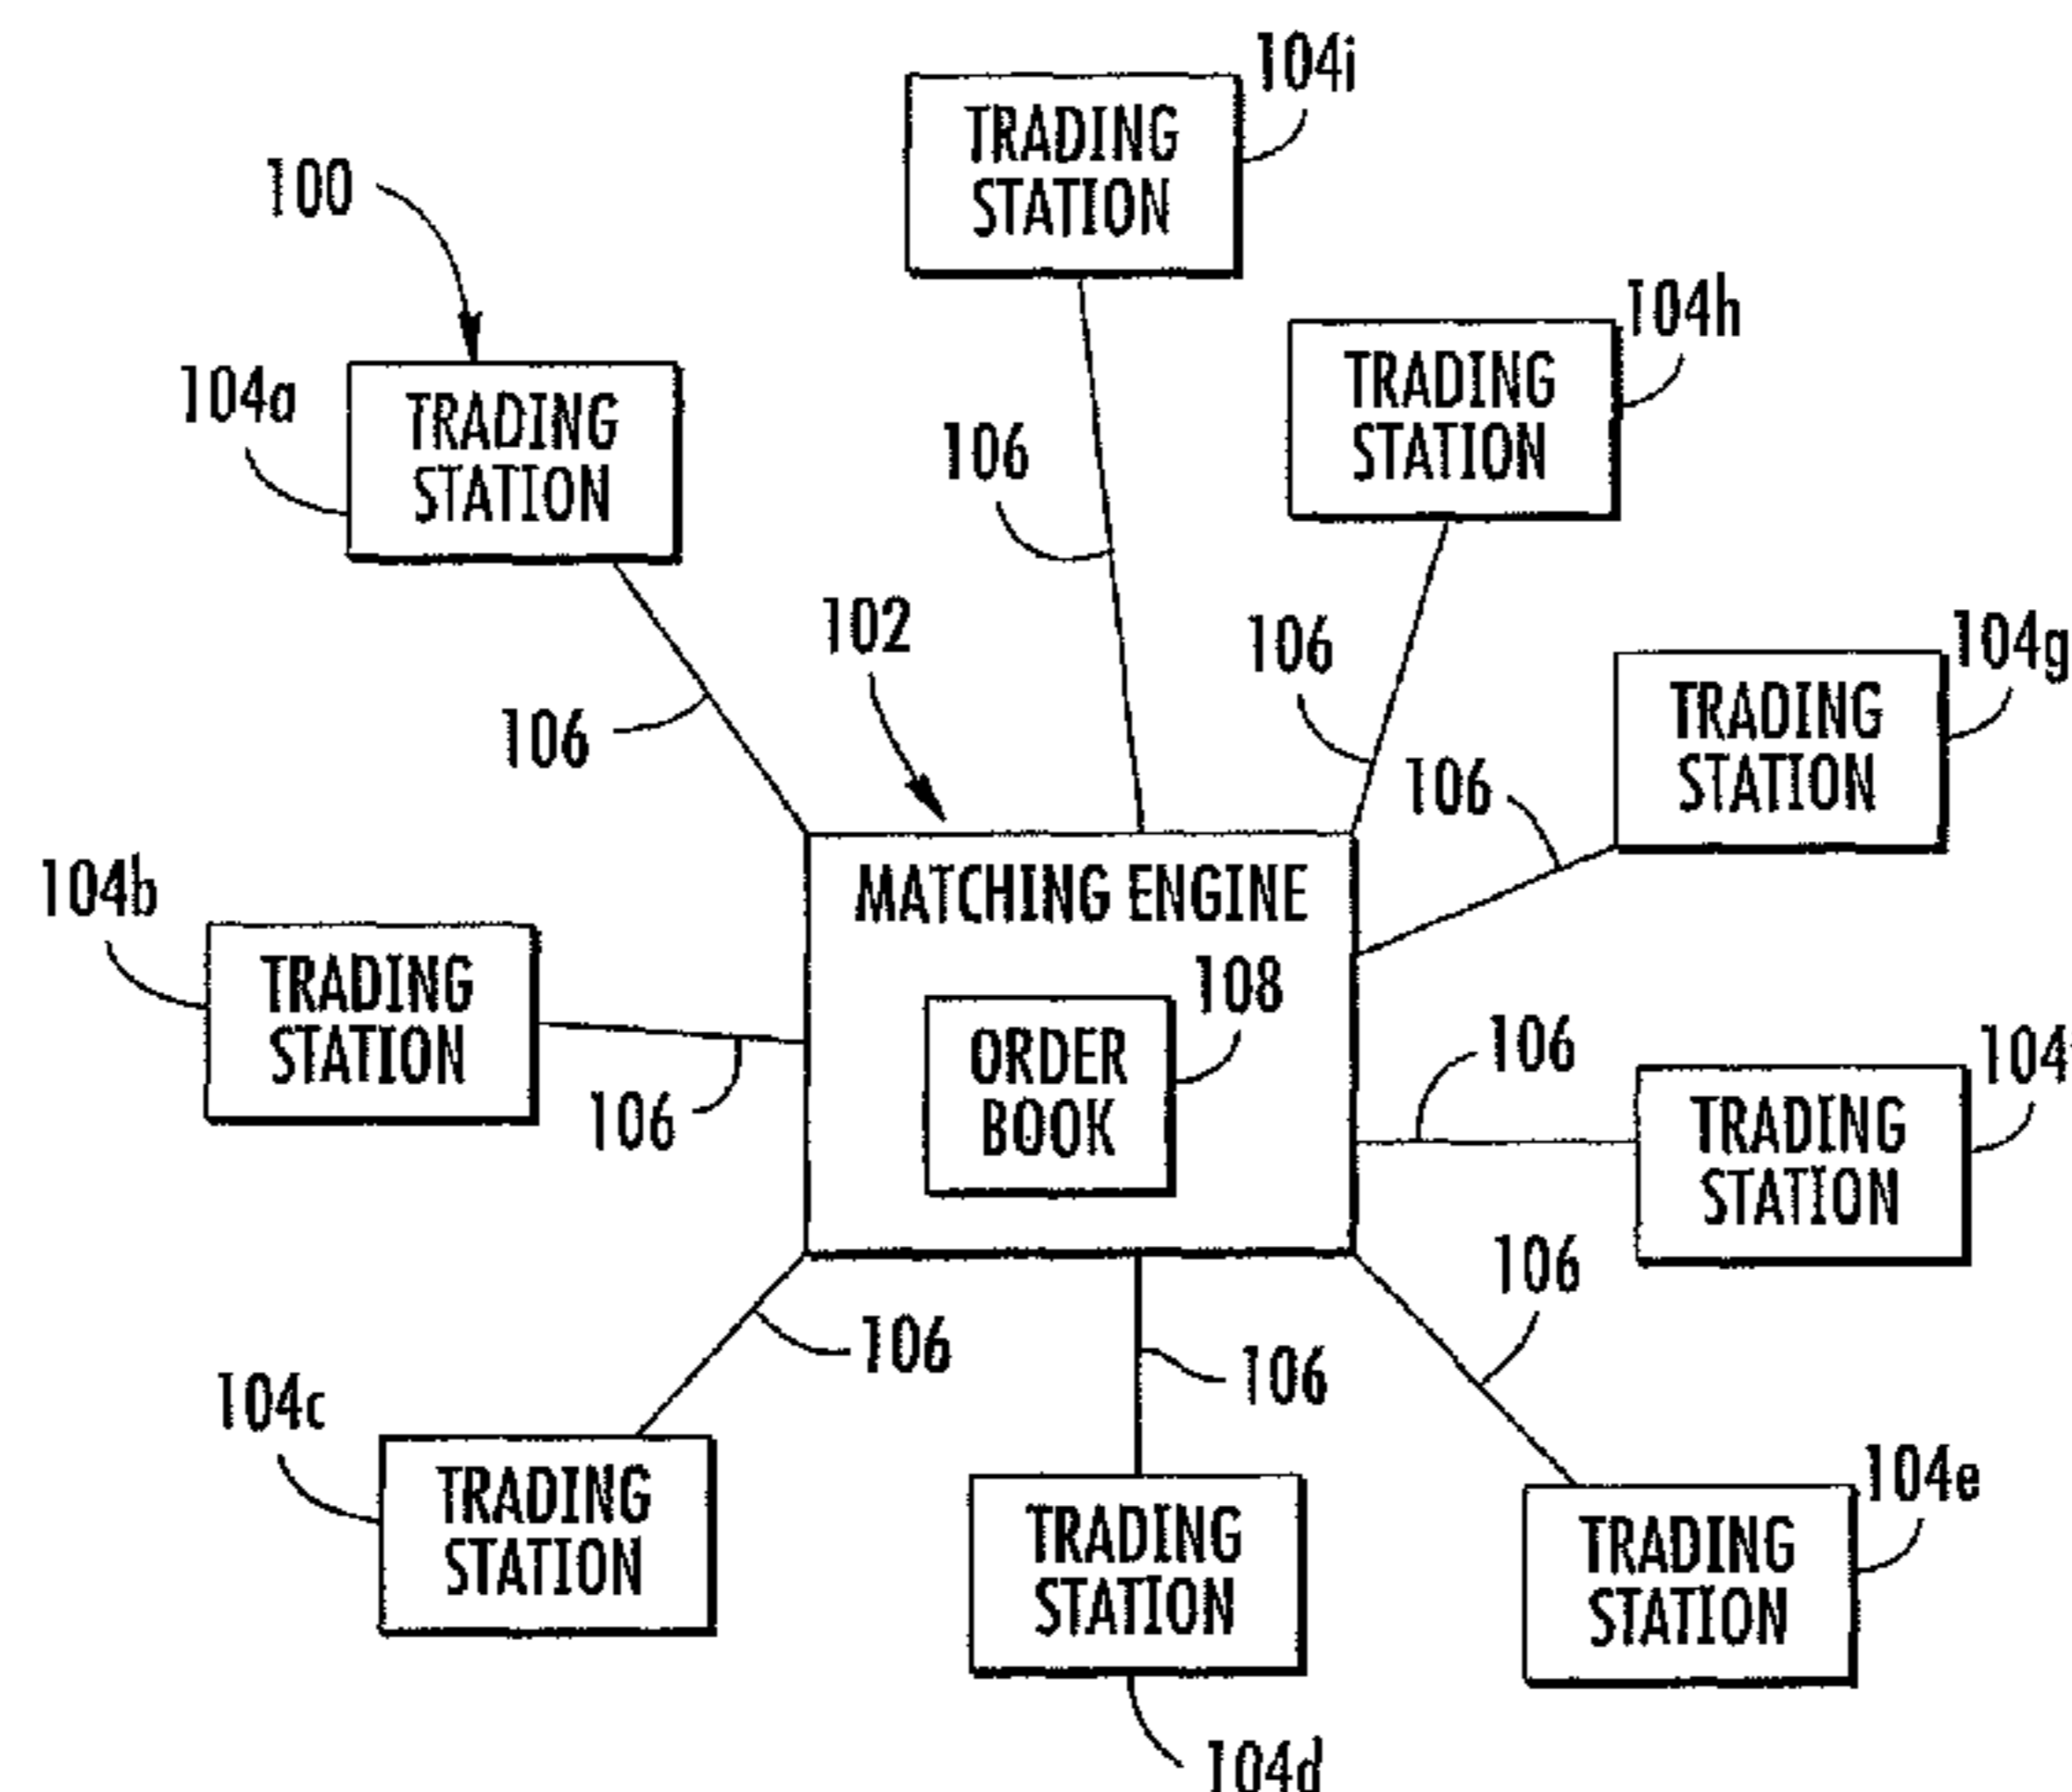 104i
TRADING
STATION
100
104h
TRADING
STATION
104a
TRADING
STATION
106
102
106
104g
TRADING
STATION
106
106
MATCHING ENGINE
104b
TRADING
STATION
108
ORDER
BOOK
106
106
104
TRADING
STATION
106
106
106
104c
TRADING
STATION
104e
TRADING
STATION
TRADING
STATION
104d